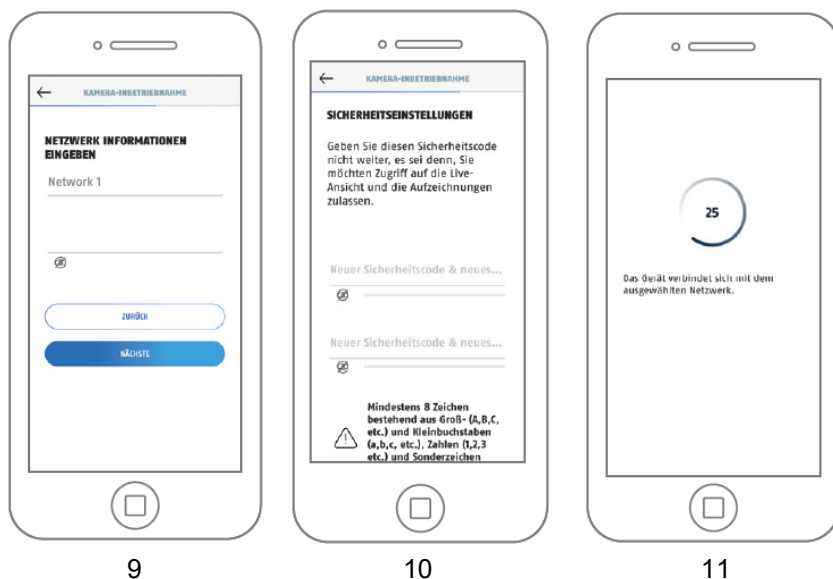 KAMERA-INBETRIEBNAHME
NETZWERK INFORMATIONEN
EINGEBEN
Network 1
ZURÜCK
NÄCHSTE
9
KAMERA-INBETRIEBNAHME
SICHERHEITSEINSTELLUNGEN
Geben Sie diesen Sicherheitscode
nicht weiter, es sei denn, Sie
möchten Zugriff auf die Live-
Ansicht und die Aufzeichnungen
zulassen.
Neuer Sicherheitscode & neues...
Neuer Sicherheitscode & neues...
Mindestens 8 Zeichen
bestehend aus Groß- (A,B,C,
etc.) und Kleinbuchstaben
(a,b,c, etc.), Zahlen (1,2,3
etc.) und Sonderzeichen
10
25
Das Gerät verbindet sich mit dem
ausgewählten Netzwerk.
11